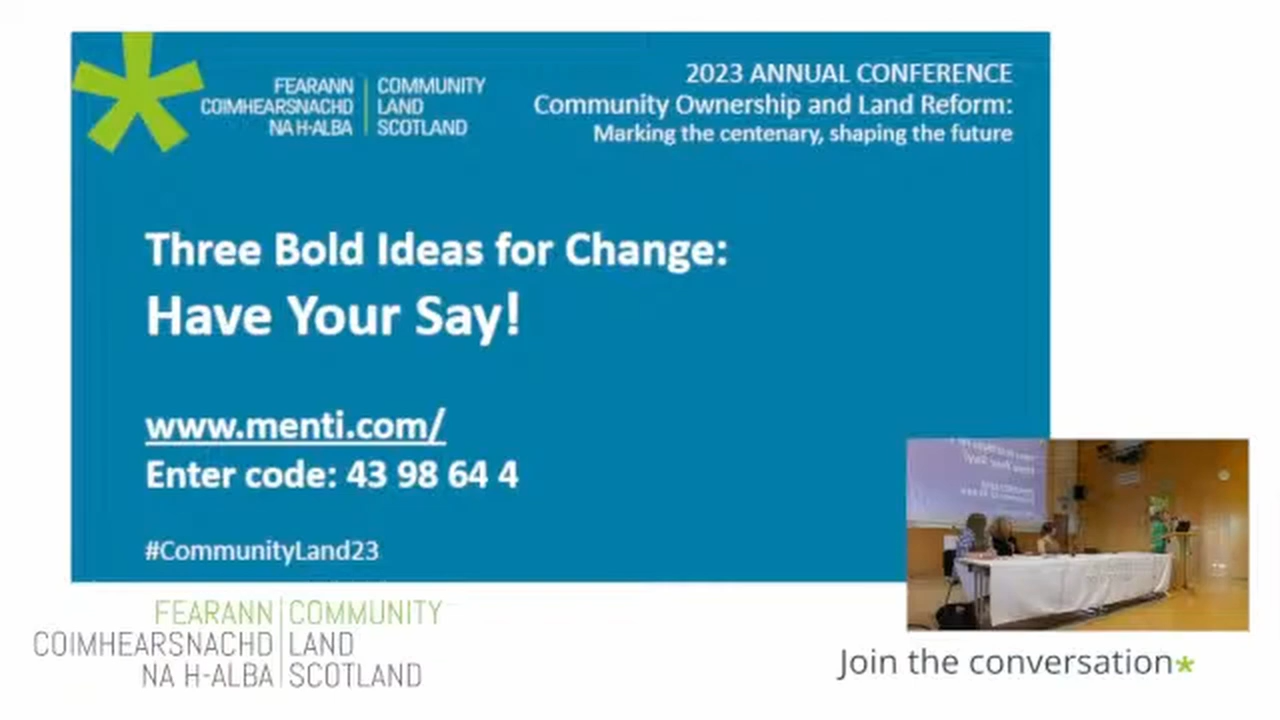 FEARANN COMMUNITY
COIMHEARSNACHD LAND
NA H-ALBA SCOTLAND
2023 ANNUAL CONFERENCE
Community Ownership and Land Reform:
Marking the centenary, shaping the future
Three Bold Ideas for Change:
Have Your Say!
www.menti.com/
Enter code: 43 98 64 4
#CommunityLand23
FEARANN COMMUNITY
COIMHEARSNACHD LAND
NA H-ALBA SCOTLAND
Join the conversation*